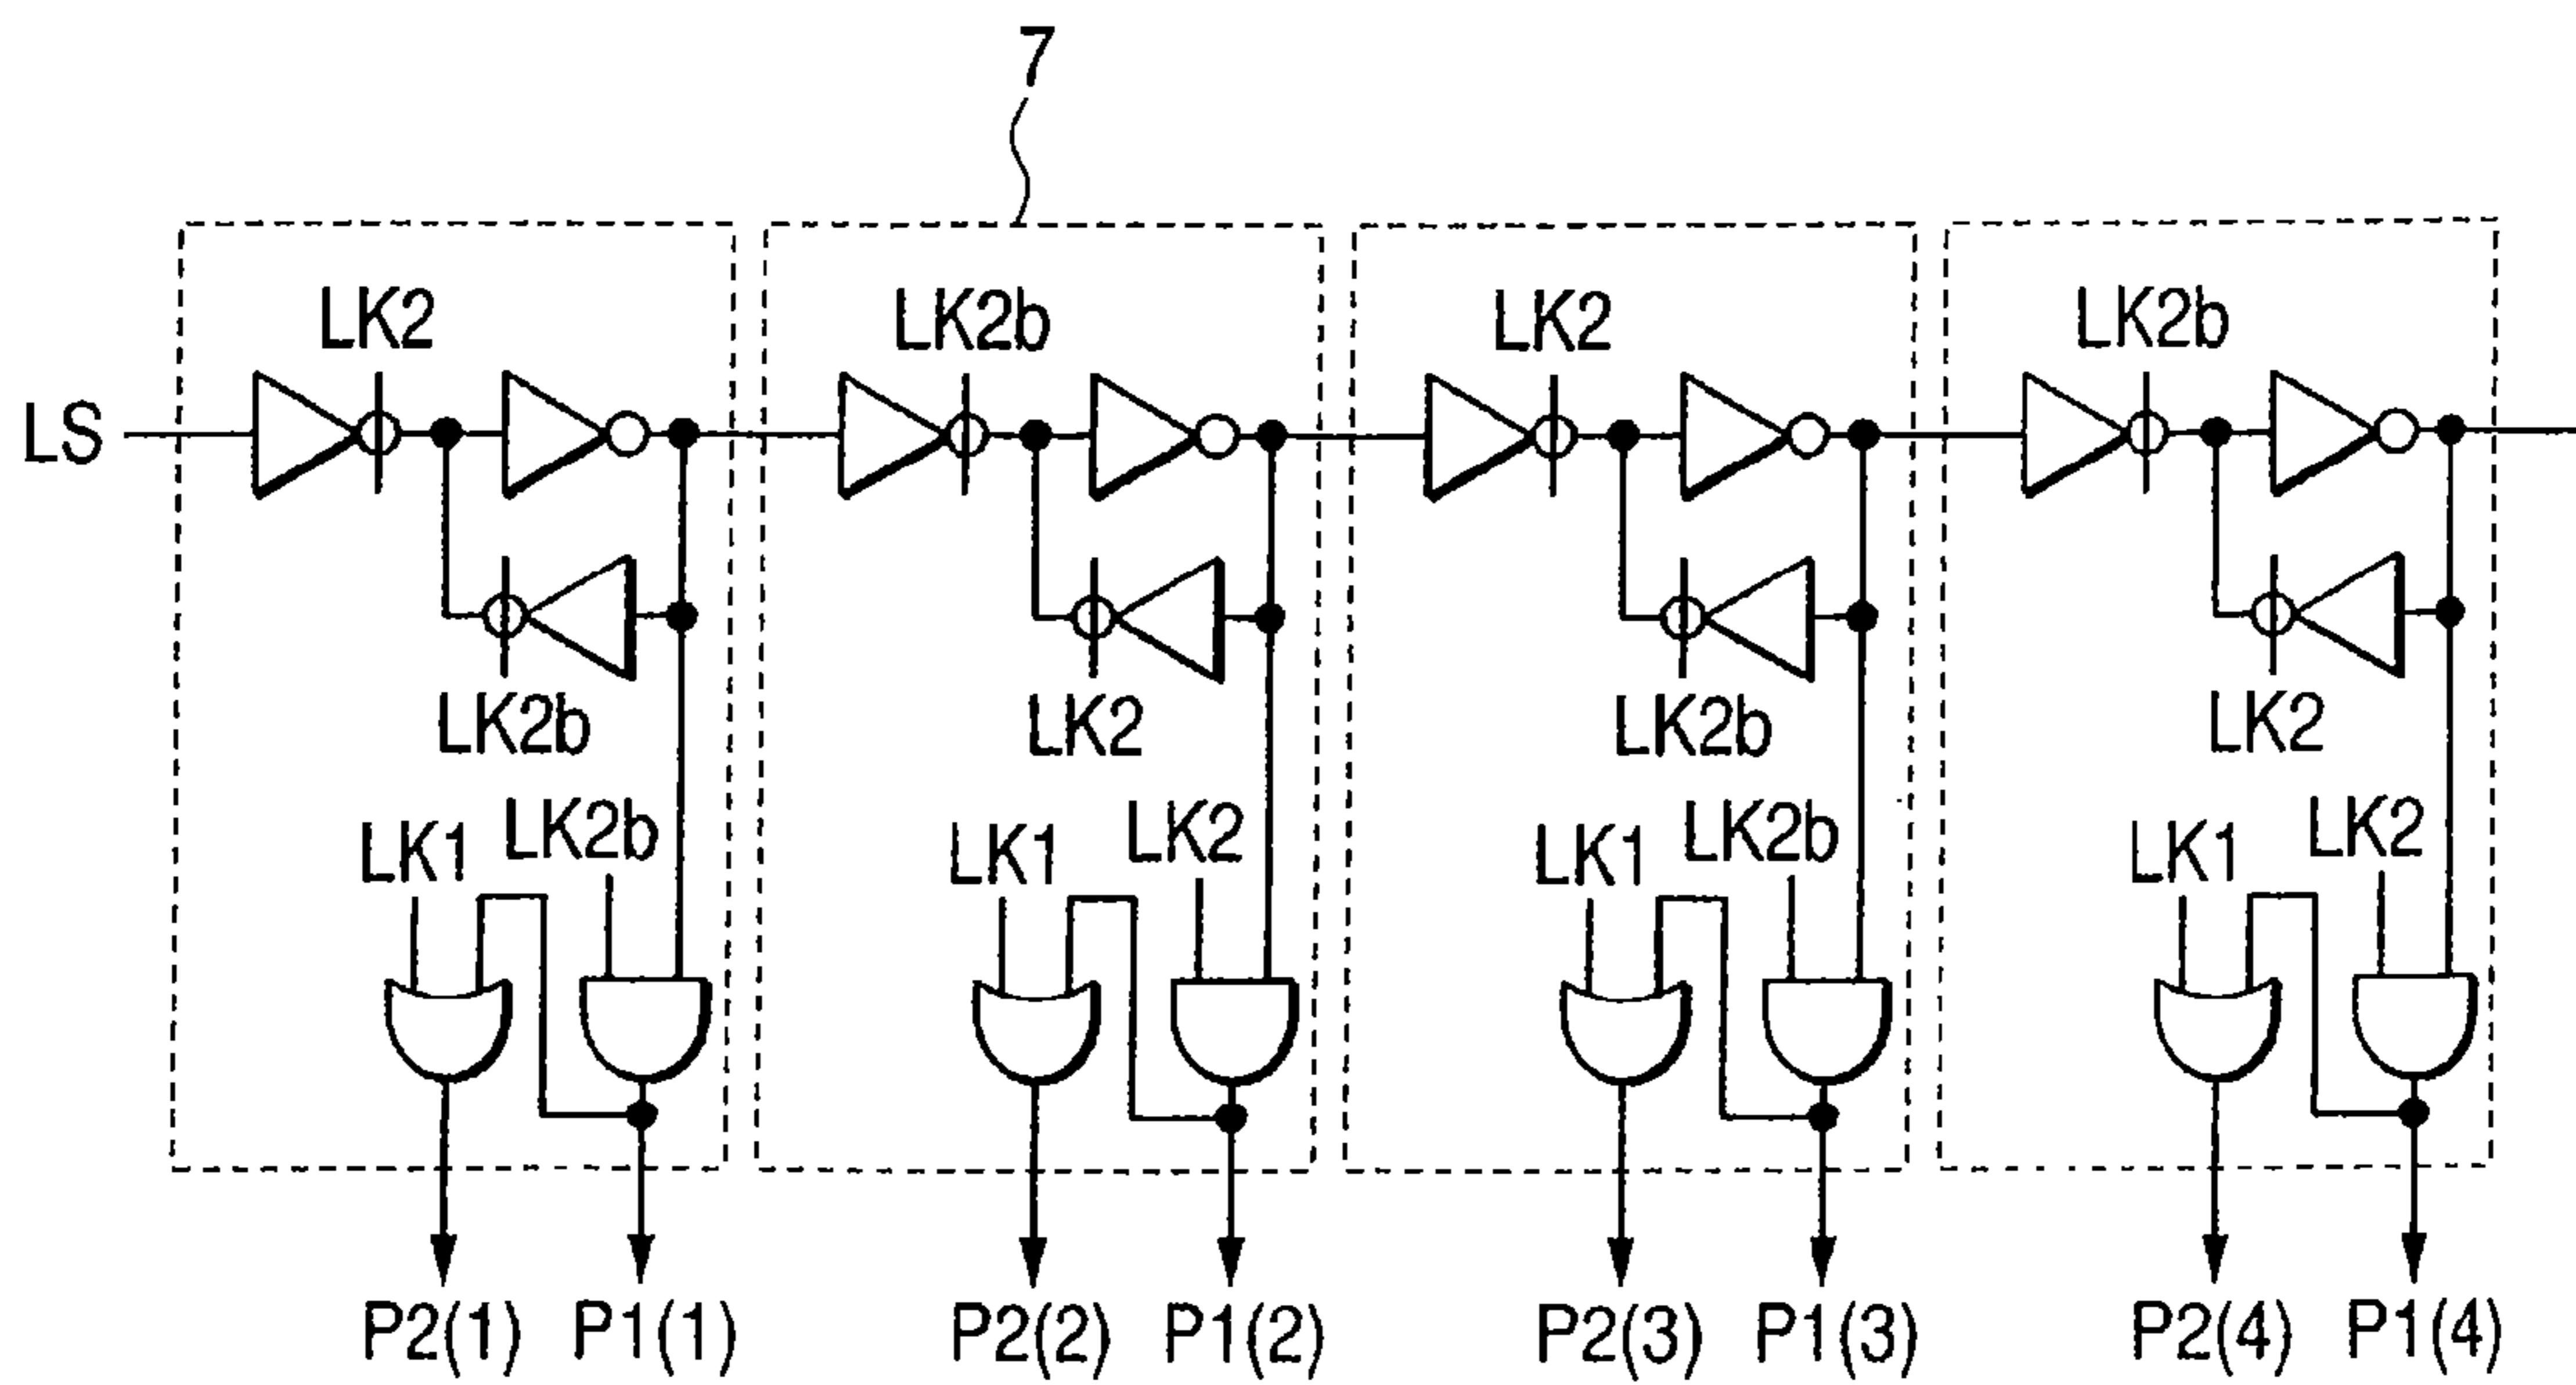 7
LK2 LK2b LK2 LK2b
LS
LK2b LK2 LK2b LK2
LK1 LK2b LK1 LK2 LK1 LK2b LK1 LK2
P2(1) P1(1) P2(2) P1(2) P2(3) P1(3) P2(4) P1(4)